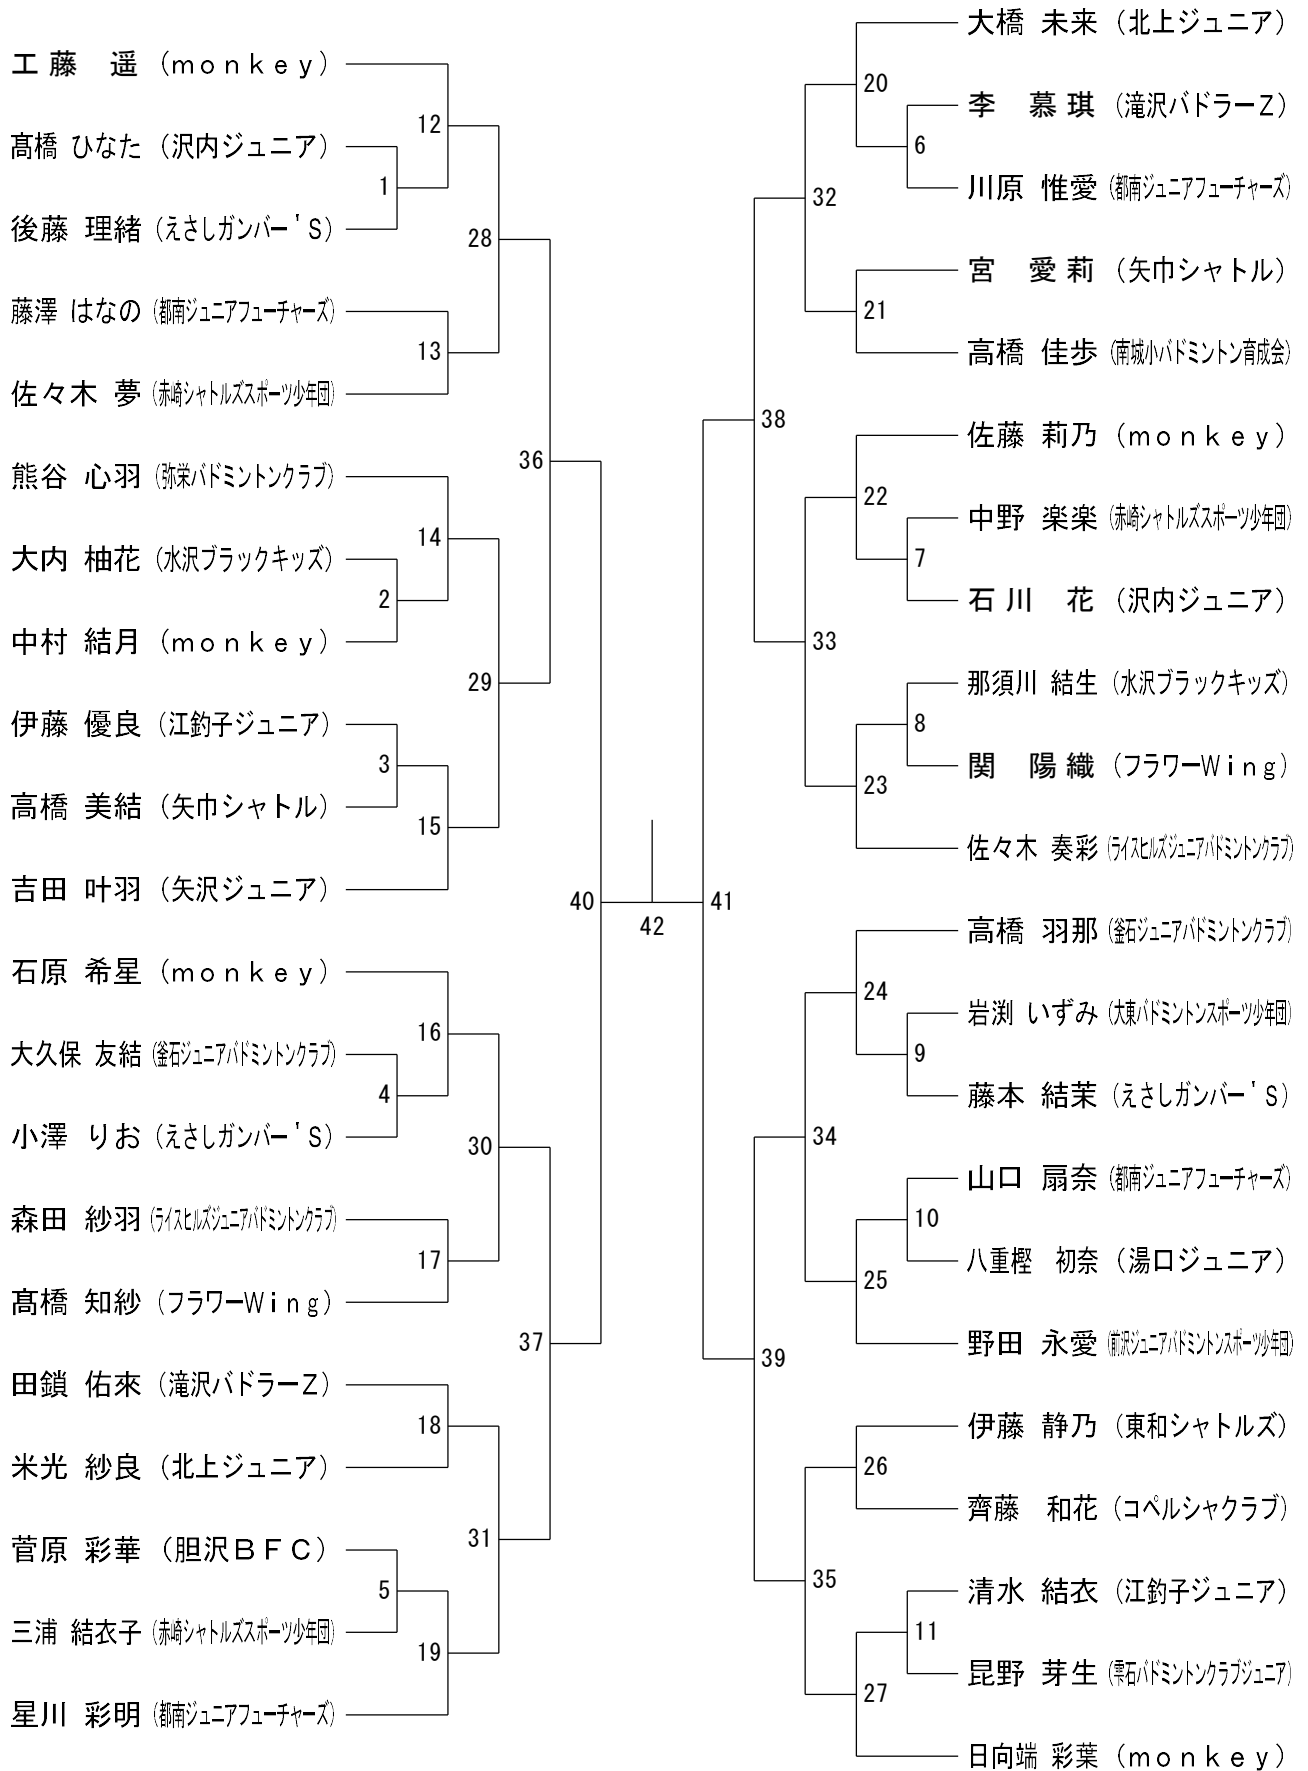 工藤　遥（ｍｏｎｋｅｙ）
髙橋 ひなた（沢内ジュニア）
後藤 理緒（えさしガンバー'Ｓ）
藤澤 はなの（都南ジュニアフューチャーズ）
佐々木 夢（赤崎シャトルズスポーツ少年団）
熊谷 心羽（弥栄バドミントンクラブ）
大内 柚花（水沢ブラックキッズ）
中村 結月（ｍｏｎｋｅｙ）
伊藤 優良（江釣子ジュニア）
高橋 美結（矢巾シャトル）
吉田 叶羽（矢沢ジュニア）
石原 希星（ｍｏｎｋｅｙ）
大久保 友結（釜石ジュニアバドミントンクラブ）
小澤 りお（えさしガンバー'Ｓ）
森田 紗羽（ライスヒルズジュニアバドミントンクラブ）
髙橋 知紗（フラワーＷｉｎｇ）
田鎖 佑來（滝沢バドラーＺ）
米光 紗良（北上ジュニア）
菅原 彩華（胆沢ＢＦＣ）
三浦 結衣子（赤崎シャトルズスポーツ少年団）
星川 彩明（都南ジュニアフューチャーズ）
1
2
3
4
5
12
13
14
15
16
17
18
19
28
29
30
31
36
37
40
42
41
38
39
32
33
34
35
20
21
22
23
24
25
26
27
6
7
8
9
10
11
大橋 未来（北上ジュニア）
李　慕琪（滝沢バドラーＺ）
川原 惟愛（都南ジュニアフューチャーズ）
宮　愛莉（矢巾シャトル）
高橋 佳歩（南城小バドミントン育成会）
佐藤 莉乃（ｍｏｎｋｅｙ）
中野 楽楽（赤崎シャトルズスポーツ少年団）
石川　花（沢内ジュニア）
那須川 結生（水沢ブラックキッズ）
関　陽織（フラワーＷｉｎｇ）
佐々木 奏彩（ライスヒルズジュニアバドミントンクラブ）
高橋 羽那（釜石ジュニアバドミントンクラブ）
岩渕 いずみ（大東バドミントンスポーツ少年団）
藤本 結茉（えさしガンバー'Ｓ）
山口 扇奈（都南ジュニアフューチャーズ）
八重樫　初奈（湯口ジュニア）
野田 永愛（前沢ジュニアバドミントンスポーツ少年団）
伊藤 静乃（東和シャトルズ）
齊藤　和花（コペルシャクラブ）
清水 結衣（江釣子ジュニア）
昆野 芽生（雫石バドミントンクラブジュニア）
日向端 彩葉（ｍｏｎｋｅｙ）